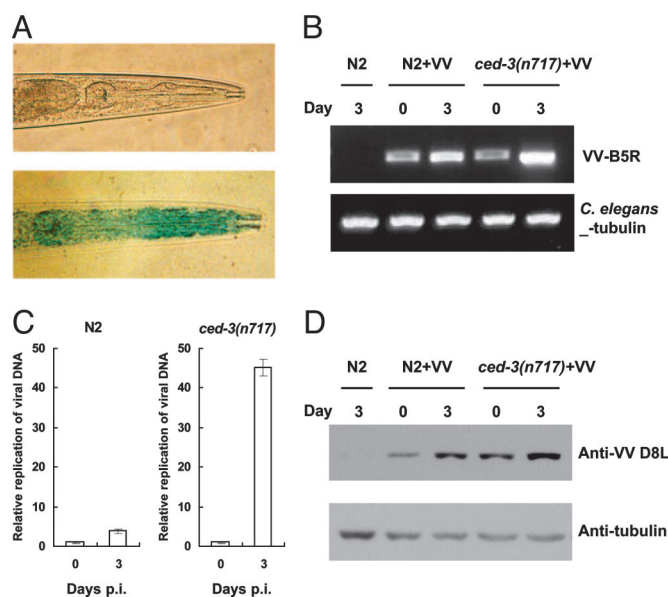 A
B
N2 N2+VV ced-3(n717)+VV
Day 3 0 3 0 3
VV-B5R
C. elegans
_-tubulin
C
N2
Relative replication of viral DNA
50
40
30
20
10
0
0 3
Days p.i.
ced-3(n717)
Relative replication of viral DNA
50
40
30
20
10
0
0 3
Days p.i.
D
N2 N2+VV ced-3(n717)+VV
Day 3 0 3 0 3
Anti-VV D8L
Anti-tubulin